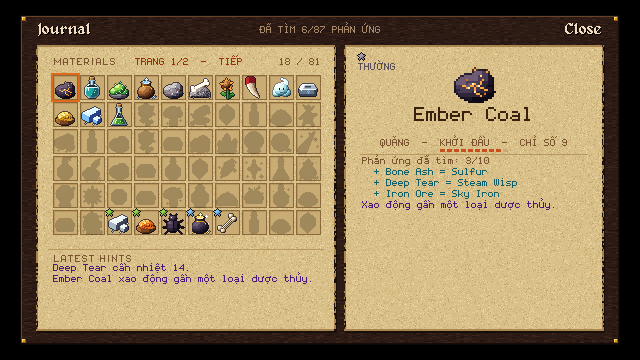 Journal
ĐÃ TÌM 6/87 PHẢN ỨNG
Close
MATERIALS TRANG 1/2 – TIẾP 18 / 81
LATEST HINTS
Deep Tear cần nhiệt 14.
Ember Coal xao động gần một loại dược thủy.
THƯỜNG
Ember Coal
QUẶNG – KHỞI ĐẦU – CHỈ SỐ 9
Phản ứng đã tìm: 3/10
+ Bone Ash = Sulfur
+ Deep Tear = Steam Wisp
+ Iron Ore = Sky Iron
Xao động gần một loại dược thủy.